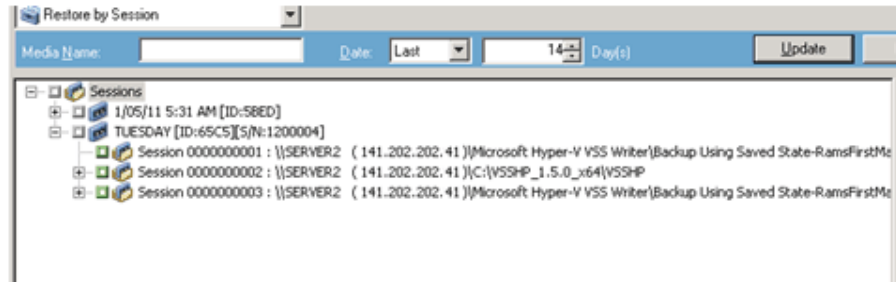 Restore by Session
Media Name: Date: Last 14 Day(s) Update
Sessions
1/05/11 5:31 AM [ID:5BED]
TUESDAY [ID:65C5][S/N:1200004]
Session 0000000001 : \\SERVER2 ( 141.202.202.41 )\Microsoft Hyper-V VSS Writer\Backup Using Saved State-RamsFirstMa
Session 0000000002 : \\SERVER2 ( 141.202.202.41 )\C:\VSSHP_1.5.0_x64\VSSHP
Session 0000000003 : \\SERVER2 ( 141.202.202.41 )\Microsoft Hyper-V VSS Writer\Backup Using Saved State-RamsFirstMa